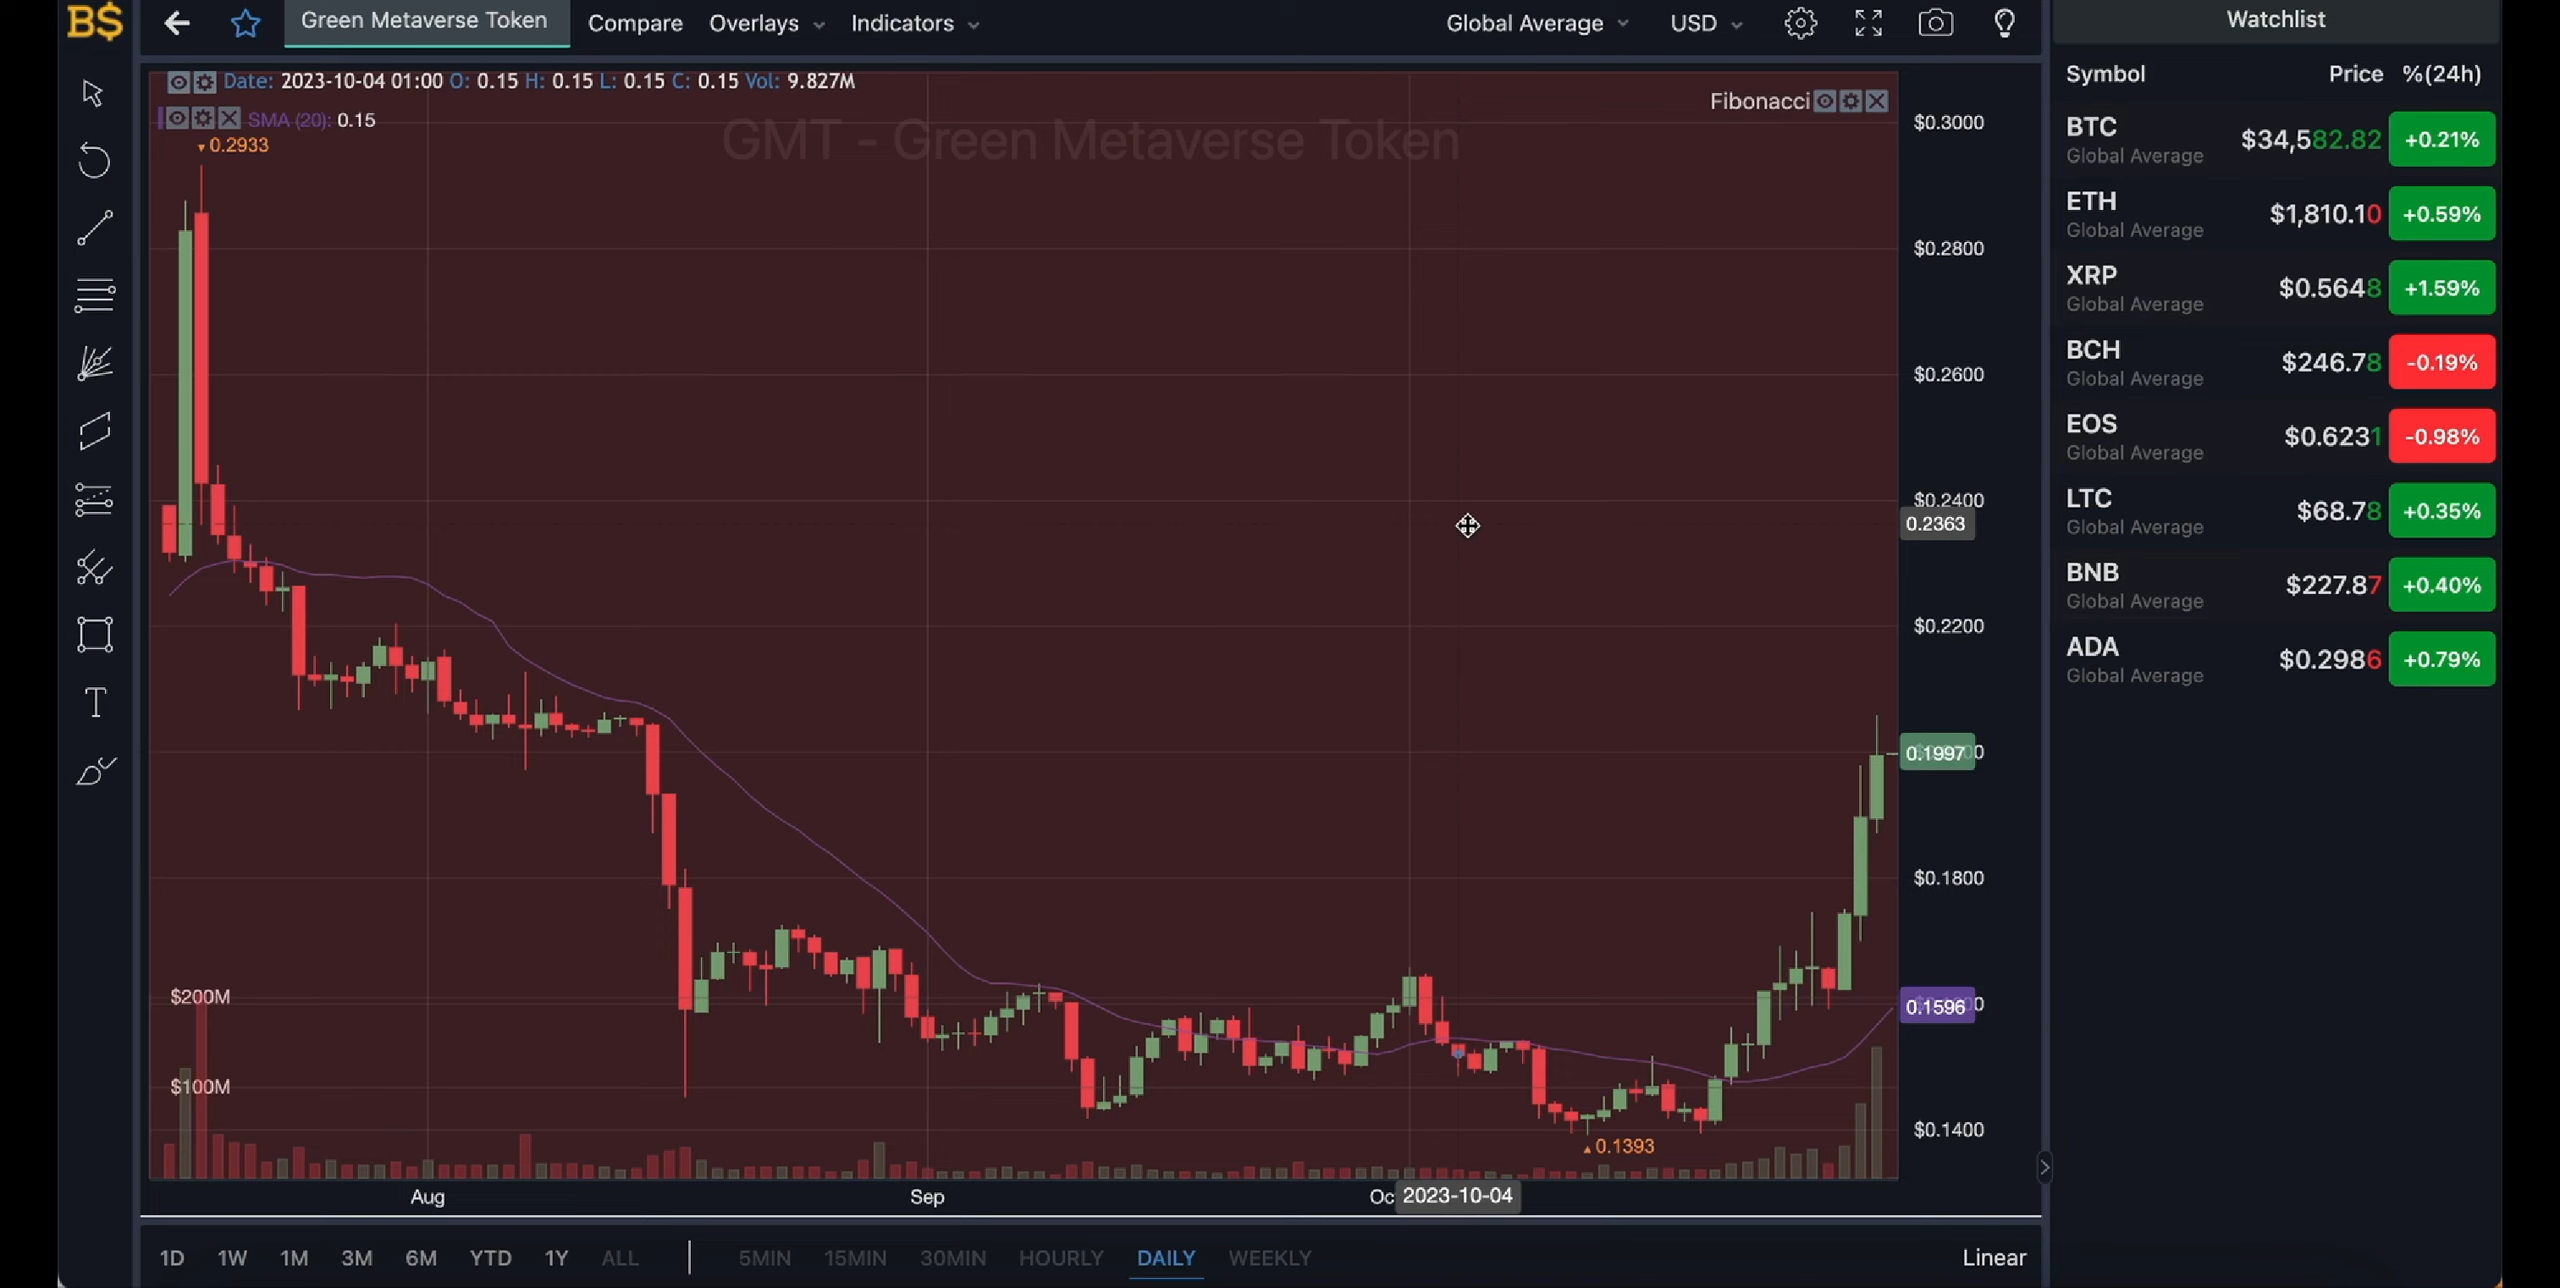 B$
Green Metaverse Token
Compare
Overlays
Indicators
Global Average
USD
Date: 2023-10-04 01:00 O: 0.15 H: 0.15 L: 0.15 C: 0.15 Vol: 9.827M
SMA (20): 0.15
0.2933
Fibonacci
GMT - Green Metaverse Token
$0.3000
$0.2800
$0.2600
$0.2400
0.2363
$0.2200
0.1997
$0.1800
0.1596
$0.1400
$200M
$100M
0.1393
Aug
Sep
Oc
2023-10-04
1D 1W 1M 3M 6M YTD 1Y ALL
5MIN 15MIN 30MIN HOURLY DAILY WEEKLY
Linear
Watchlist
Symbol Price %(24h)
BTC $34,582.82 +0.21%
Global Average
ETH $1,810.10 +0.59%
Global Average
XRP $0.5648 +1.59%
Global Average
BCH $246.78 -0.19%
Global Average
EOS $0.6231 -0.98%
Global Average
LTC $68.78 +0.35%
Global Average
BNB $227.87 +0.40%
Global Average
ADA $0.2986 +0.79%
Global Average